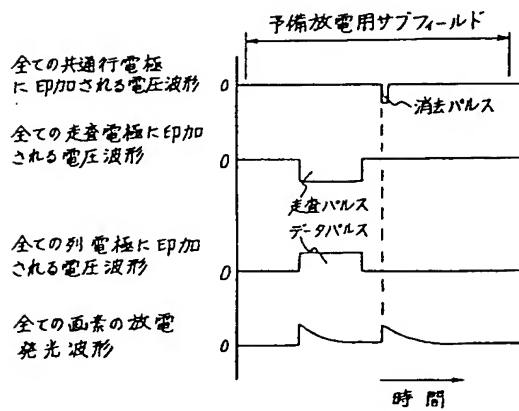 予備放電用サブフィールド
全ての共通行電極
に印加される電圧波形
0
消去パルス
全ての走査電極に印加
される電圧波形
0
走査パルス
データパルス
全ての列電極に印加
される電圧波形
0
全ての画素の放電
発光波形
0
時間